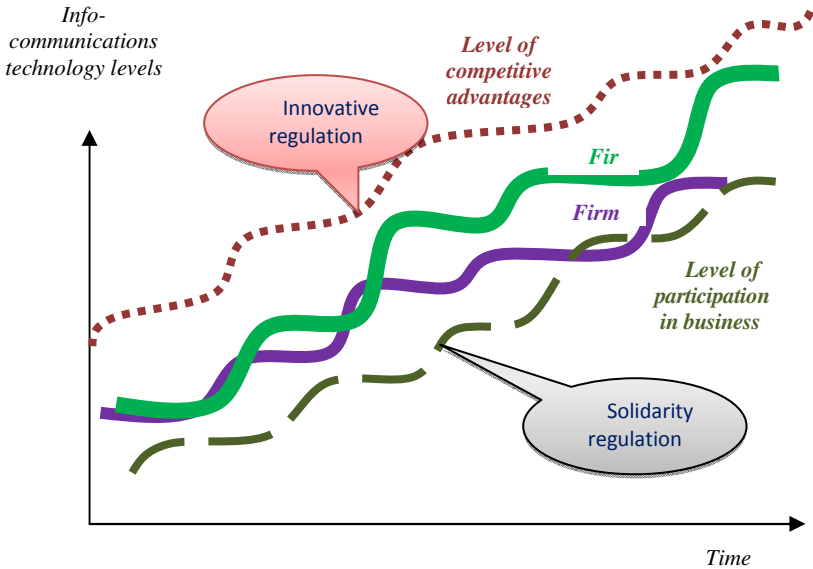 Info-
communications
technology levels
Level of
competitive
advantages
Innovative
regulation
Fir
Firm
Level of
participation
in business
Solidarity
regulation
Time